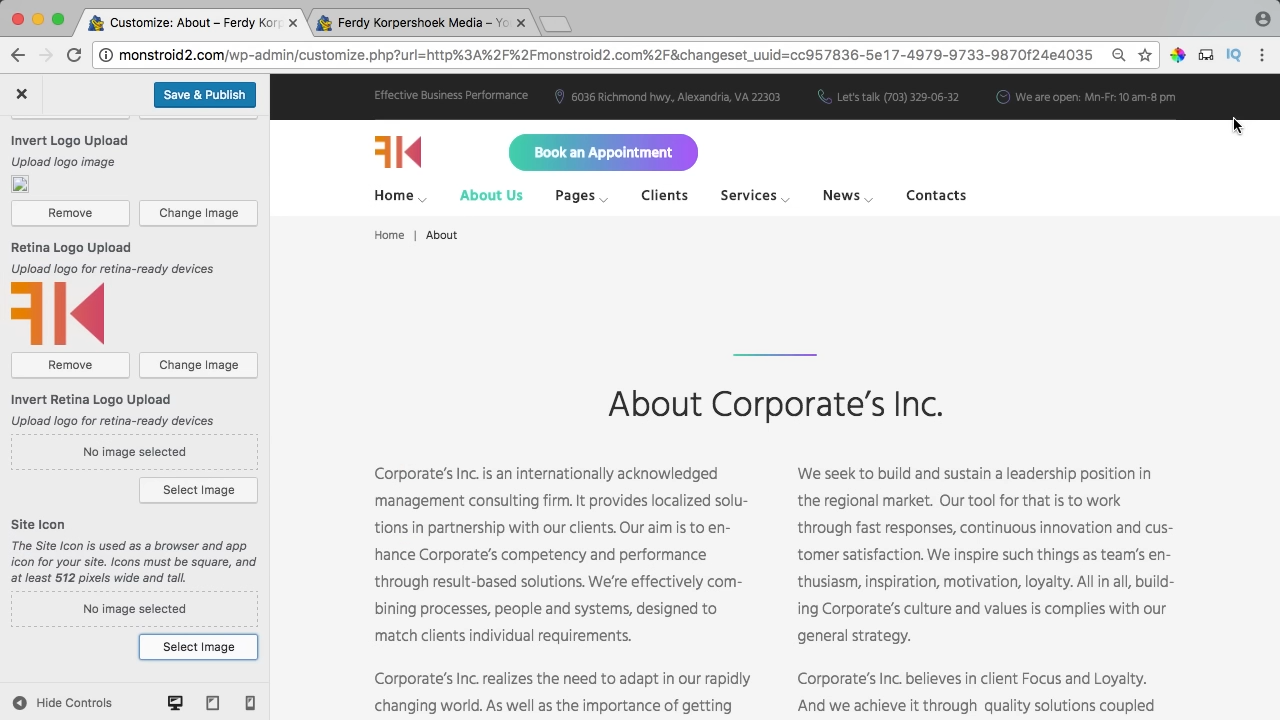 Customize: About – Ferdy Korp
Ferdy Korpershoek Media – Yo
monstroid2.com/wp-admin/customize.php?url=http%3A%2F%2Fmonstroid2.com%2F&changeset_uuid=cc957836-5e17-4979-9733-9870f24e4035
Save & Publish
Invert Logo Upload
Upload logo image
Remove
Change Image
Retina Logo Upload
Upload logo for retina-ready devices
FK
Remove
Change Image
Invert Retina Logo Upload
Upload logo for retina-ready devices
No image selected
Select Image
Site Icon
The Site Icon is used as a browser and app
icon for your site. Icons must be square, and
at least 512 pixels wide and tall.
No image selected
Select Image
Hide Controls
Effective Business Performance
6036 Richmond hwy., Alexandria, VA 22303
Let's talk (703) 329-06-32
We are open: Mn-Fr: 10 am-8 pm
FK
Book an Appointment
Home
About Us
Pages
Clients
Services
News
Contacts
Home | About
About Corporate’s Inc.
Corporate’s Inc. is an internationally acknowledged
management consulting firm. It provides localized solu-
tions in partnership with our clients. Our aim is to en-
hance Corporate’s competency and performance
through result-based solutions. We’re effectively com-
bining processes, people and systems, designed to
match clients individual requirements.
Corporate’s Inc. realizes the need to adapt in our rapidly
changing world. As well as the importance of getting
We seek to build and sustain a leadership position in
the regional market. Our tool for that is to work
through fast responses, continuous innovation and cus-
tomer satisfaction. We inspire such things as team’s en-
thusiasm, inspiration, motivation, loyalty. All in all, build-
ing Corporate’s culture and values is complies with our
general strategy.
Corporate’s Inc. believes in client Focus and Loyalty.
And we achieve it through quality solutions coupled